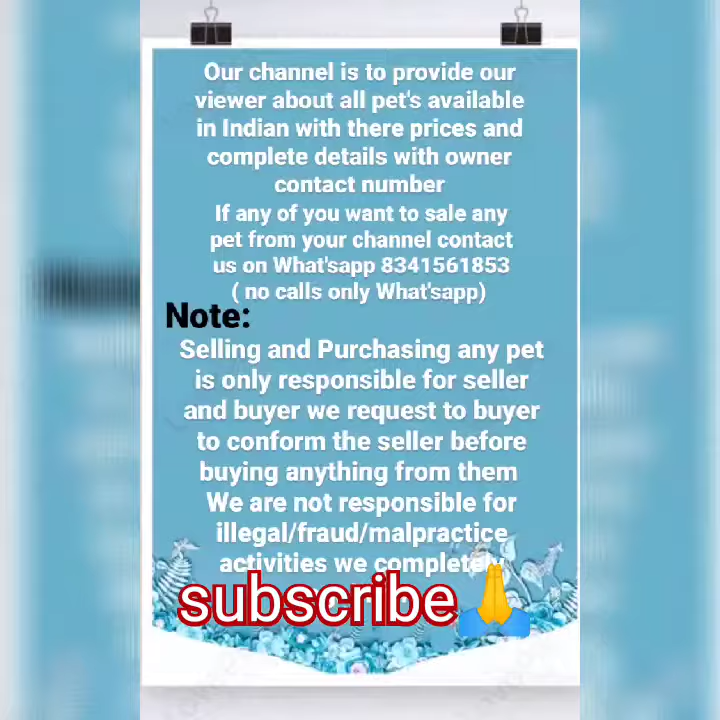 Our channel is to provide our
viewer about all pet's available
in Indian with there prices and
complete details with owner
contact number
If any of you want to sale any
pet from your channel contact
us on What'sapp 8341561853
( no calls only What'sapp)
Note:
Selling and Purchasing any pet
is only responsible for seller
and buyer we request to buyer
to conform the seller before
buying anything from them
We are not responsible for
illegal/fraud/malpractice
activities we completely
subscribe🙏